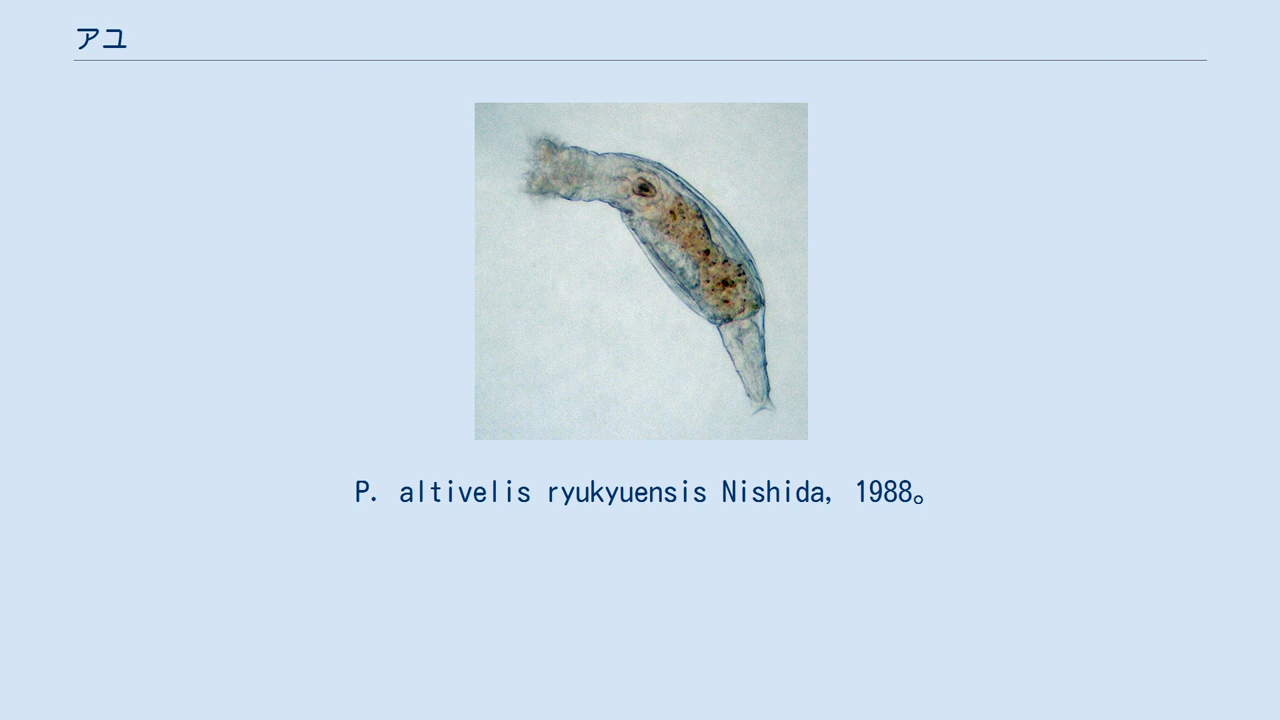 アユ
P. altivelis ryukyuensis Nishida, 1988。